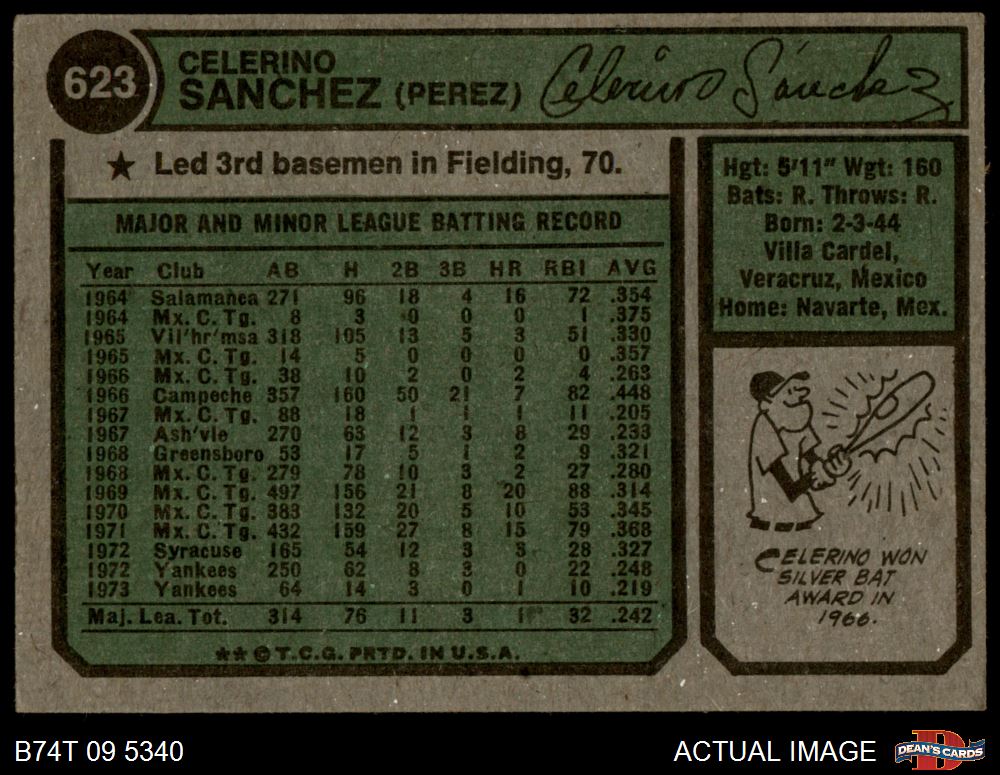 623
CELERINO
SANCHEZ (PEREZ)
Celerino Sánchez
★ Led 3rd basemen in Fielding, 70.
MAJOR AND MINOR LEAGUE BATTING RECORD
Year Club AB H 2B 3B HR RBI AVG
1964 Salamanca 271 96 18 4 16 72 .354
1964 Mx. C. Tg. 8 3 0 0 0 1 .375
1965 Vil'hr'msa 318 105 13 5 3 51 .330
1965 Mx. C. Tg. 14 5 0 0 0 0 .357
1966 Mx. C. Tg. 38 10 2 0 2 4 .263
1966 Campeche 357 160 50 21 7 82 .448
1967 Mx. C. Tg. 88 18 1 1 1 11 .205
1967 Ash'vle 270 63 12 3 8 29 .233
1968 Greensboro 53 17 5 1 2 9 .321
1968 Mx. C. Tg. 279 78 10 3 2 27 .280
1969 Mx. C. Tg. 497 156 21 8 20 88 .314
1970 Mx. C. Tg. 383 132 20 5 10 53 .345
1971 Mx. C. Tg. 432 159 27 8 15 79 .368
1972 Syracuse 165 54 12 3 3 28 .327
1972 Yankees 250 62 8 3 0 22 .248
1973 Yankees 64 14 3 0 1 10 .219
Maj. Lea. Tot. 314 76 11 3 1 32 .242
★★ © T.C.G. PRTD. IN U.S.A.
Hgt: 5'11" Wgt: 160
Bats: R. Throws: R.
Born: 2-3-44
Villa Cardel,
Veracruz, Mexico
Home: Navarte, Mex.
CELERINO WON
SILVER BAT
AWARD IN
1966.
B74T 09 5340
ACTUAL IMAGE
DEAN'S CARDS